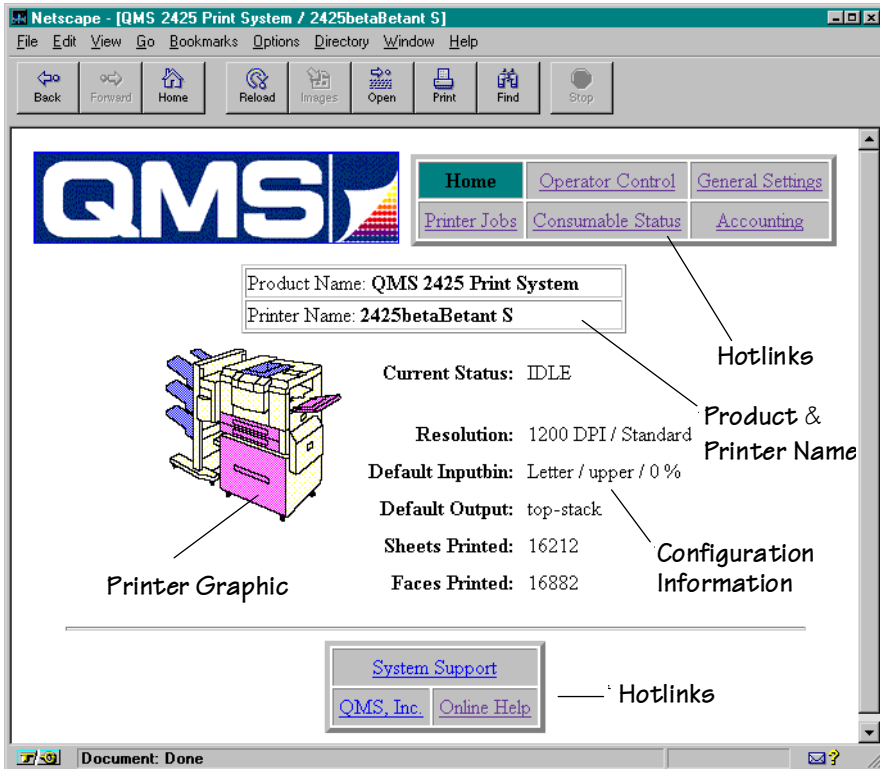 Netscape - [QMS 2425 Print System / 2425betaBetant S]
File Edit View Go Bookmarks Options Directory Window Help
Back Forward Home Reload Images Open Print Find Stop
QMS
Home Operator Control General Settings
Printer Jobs Consumable Status Accounting
Product Name: QMS 2425 Print System
Printer Name: 2425betaBetant S
Hotlinks
Current Status: IDLE
Product &
Printer Name
Resolution: 1200 DPI / Standard
Default Inputbin: Letter / upper / 0 %
Default Output: top-stack
Sheets Printed: 16212
Configuration
Information
Faces Printed: 16882
Printer Graphic
System Support
QMS, Inc. Online Help
Hotlinks
Document: Done